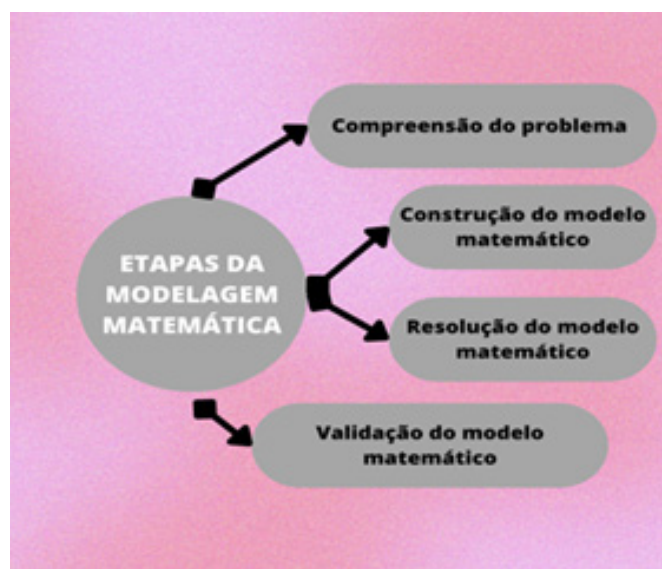 Compreensão do problema
Construção do modelo
matemático
ETAPAS DA
MODELAGEM
MATEMÁTICA
Resolução do modelo
matemático
Validação do modelo
matemático